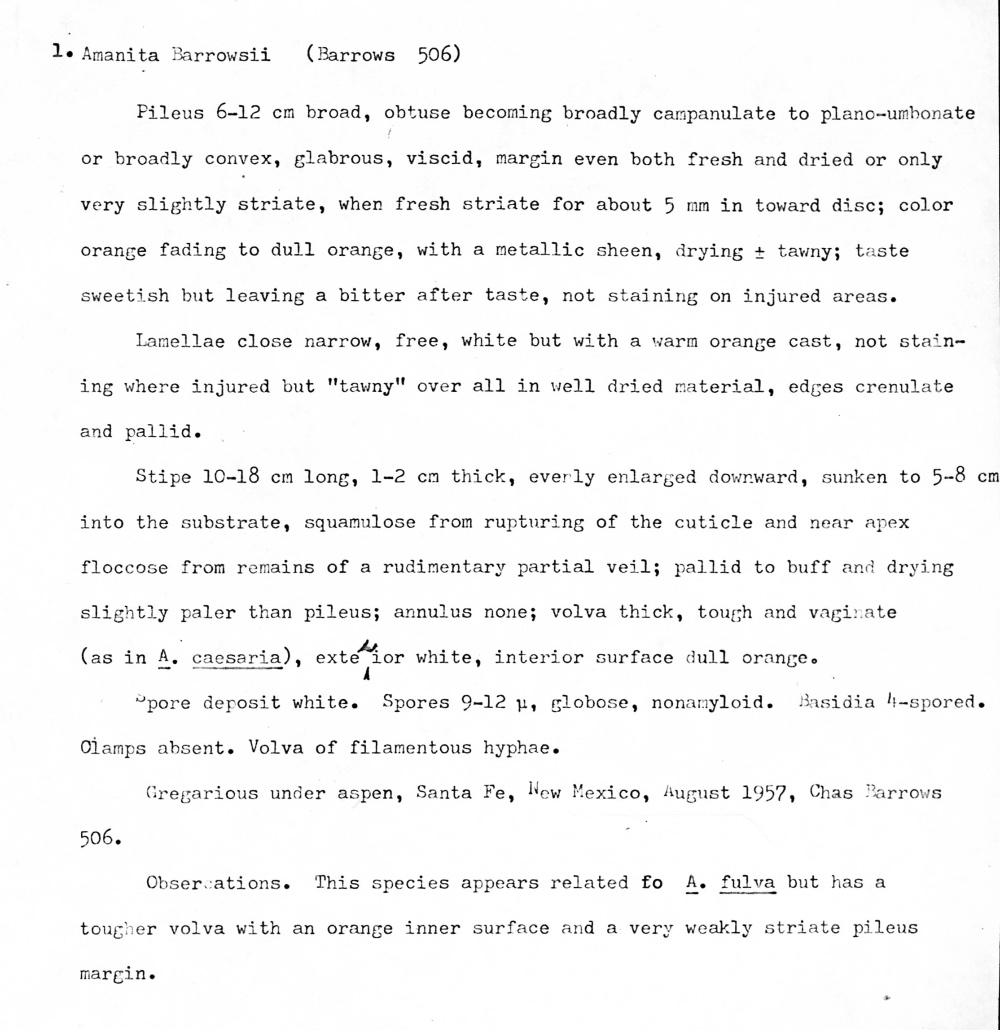 1. Amanita Barrowsii (Barrows 506)
Pileus 6-12 cm broad, obtuse becoming broadly campanulate to plano-umbonate
or broadly convex, glabrous, viscid, margin even both fresh and dried or only
very slightly striate, when fresh striate for about 5 mm in toward disc; color
orange fading to dull orange, with a metallic sheen, drying ± tawny; taste
sweetish but leaving a bitter after taste, not staining on injured areas.
Lamellae close narrow, free, white but with a warm orange cast, not stain-
ing where injured but "tawny" over all in well dried material, edges crenulate
and pallid.
Stipe 10-18 cm long, 1-2 cm thick, everly enlarged downward, sunken to 5-8 cm
into the substrate, squamulose from rupturing of the cuticle and near apex
floccose from remains of a rudimentary partial veil; pallid to buff and drying
slightly paler than pileus; annulus none; volva thick, tough and vaginate
(as in A. caesaria), exterior white, interior surface dull orange.
Spore deposit white. Spores 9-12 µ, globose, nonamyloid. Basidia 4-spored.
Clamps absent. Volva of filamentous hyphae.
Gregarious under aspen, Santa Fe, New Mexico, August 1957, Chas Barrows
506.
Observations. This species appears related fo A. fulva but has a
tougher volva with an orange inner surface and a very weakly striate pileus
margin.